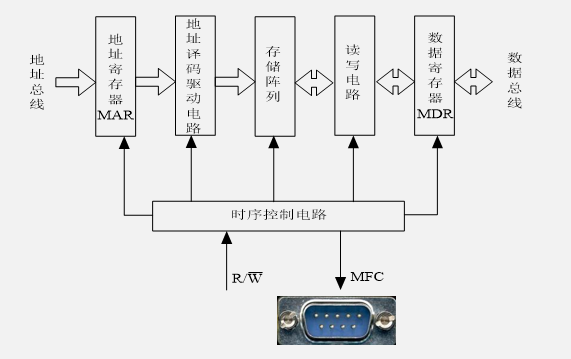 地址总线
地址寄存器
MAR
地址译码驱动电路
存储阵列
读写电路
数据寄存器
MDR
数据总线
时序控制电路
R/W̅
MFC